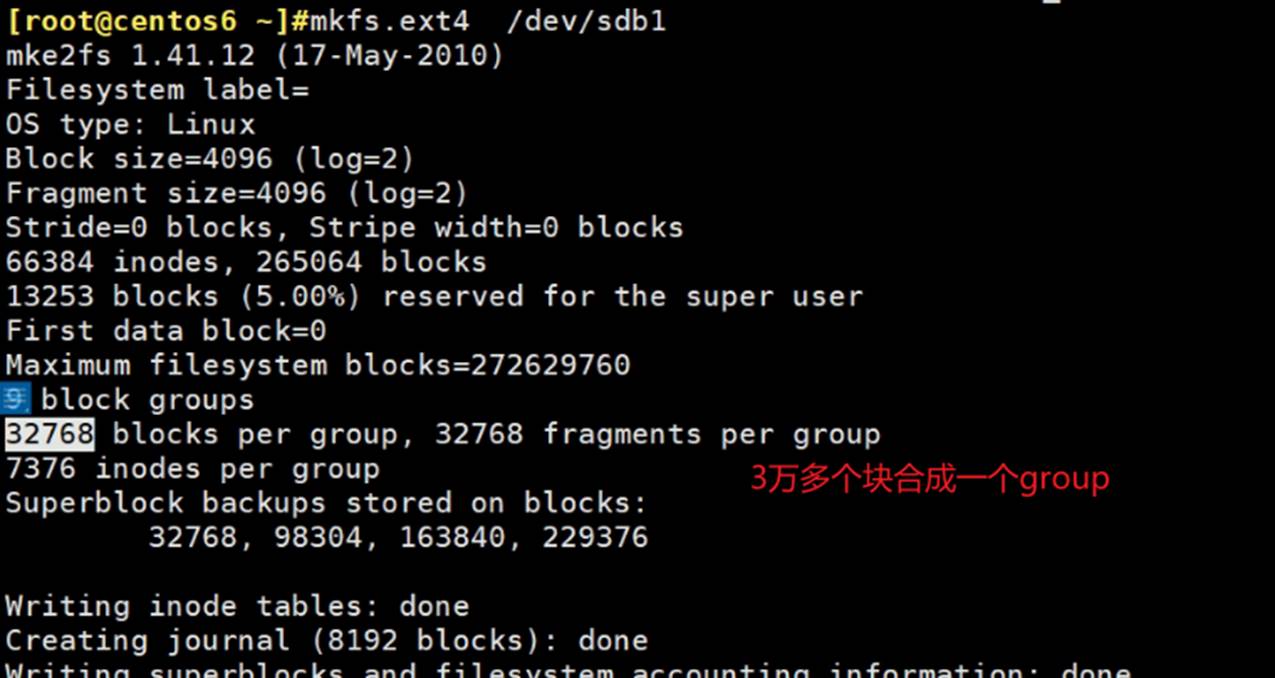 [root@centos6 ~]#mkfs.ext4  /dev/sdb1
mke2fs 1.41.12 (17-May-2010)
Filesystem label=
OS type: Linux
Block size=4096 (log=2)
Fragment size=4096 (log=2)
Stride=0 blocks, Stripe width=0 blocks
66384 inodes, 265064 blocks
13253 blocks (5.00%) reserved for the super user
First data block=0
Maximum filesystem blocks=272629760
9 block groups
32768 blocks per group, 32768 fragments per group
7376 inodes per group
3万多个块合成一个group
Superblock backups stored on blocks:
        32768, 98304, 163840, 229376
Writing inode tables: done
Creating journal (8192 blocks): done
Writing superblocks and filesystem accounting information: done